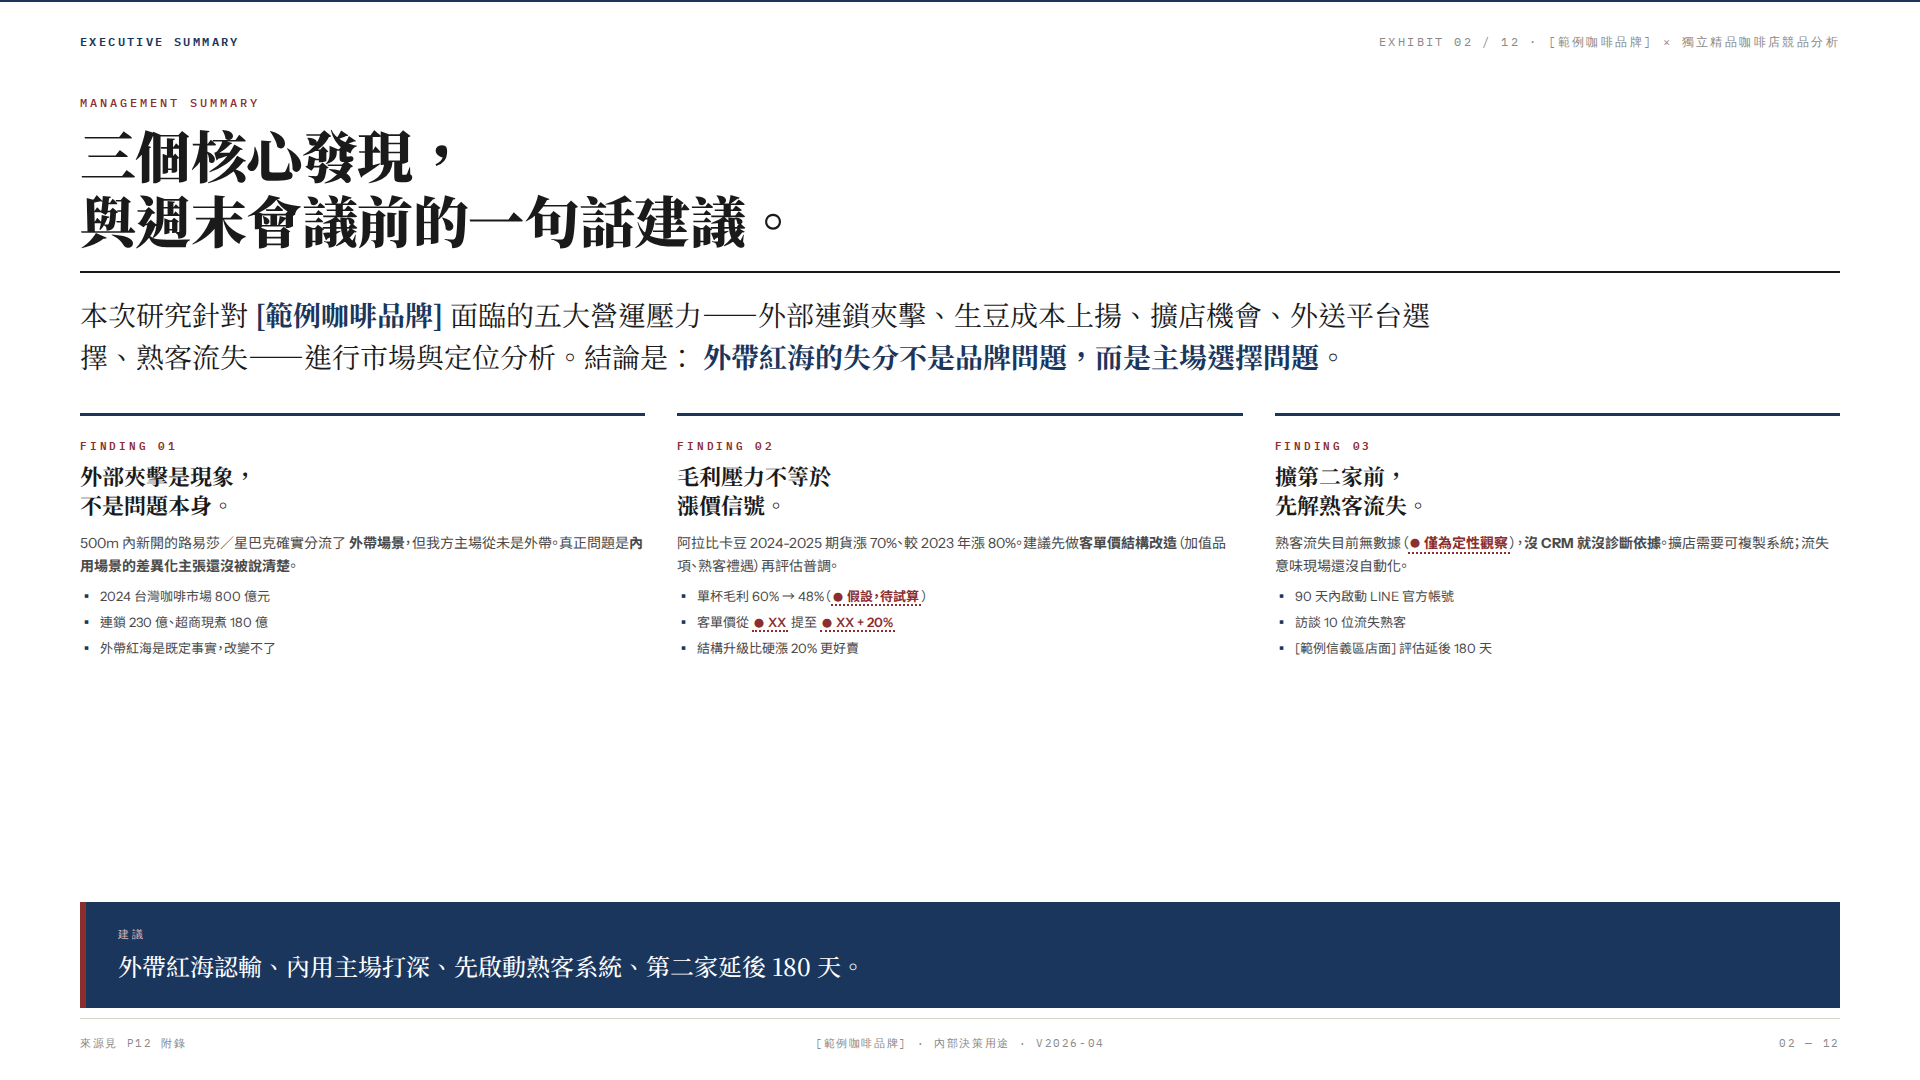 EXECUTIVE SUMMARY
EXHIBIT 02 / 12 · [範例咖啡品牌] × 獨立精品咖啡店競品分析
MANAGEMENT SUMMARY
三個核心發現，
與週末會議前的一句話建議。
本次研究針對 [範例咖啡品牌] 面臨的五大營運壓力——外部連鎖夾擊、生豆成本上揚、擴店機會、外送平台選
擇、熟客流失——進行市場與定位分析。結論是： 外帶紅海的失分不是品牌問題，而是主場選擇問題。
FINDING 01
外部夾擊是現象，
不是問題本身。
500m 內新開的路易莎／星巴克確實分流了 外帶場景，但我方主場從未是外帶。真正問題是內
用場景的差異化主張還沒被說清楚。
▪ 2024 台灣咖啡市場 800 億元
▪ 連鎖 230 億、超商現煮 180 億
▪ 外帶紅海是既定事實，改變不了
FINDING 02
毛利壓力不等於
漲價信號。
阿拉比卡豆 2024-2025 期貨漲 70%、較 2023 年漲 80%。建議先做客單價結構改造（加值品
項、熟客禮遇）再評估普調。
▪ 單杯毛利 60% → 48%（● 假設，待試算）
▪ 客單價從 ● XX 提至 ● XX + 20%
▪ 結構升級比硬漲 20% 更好賣
FINDING 03
擴第二家前，
先解熟客流失。
熟客流失目前無數據（● 僅為定性觀察），沒 CRM 就沒診斷依據。擴店需要可複製系統；流失
意味現場還沒自動化。
▪ 90 天內啟動 LINE 官方帳號
▪ 訪談 10 位流失熟客
▪ [範例信義區店面] 評估延後 180 天
建議
外帶紅海認輸、內用主場打深、先啟動熟客系統、第二家延後 180 天。
來源見 P12 附錄
[範例咖啡品牌] · 內部決策用途 · V2026-04
02 — 12